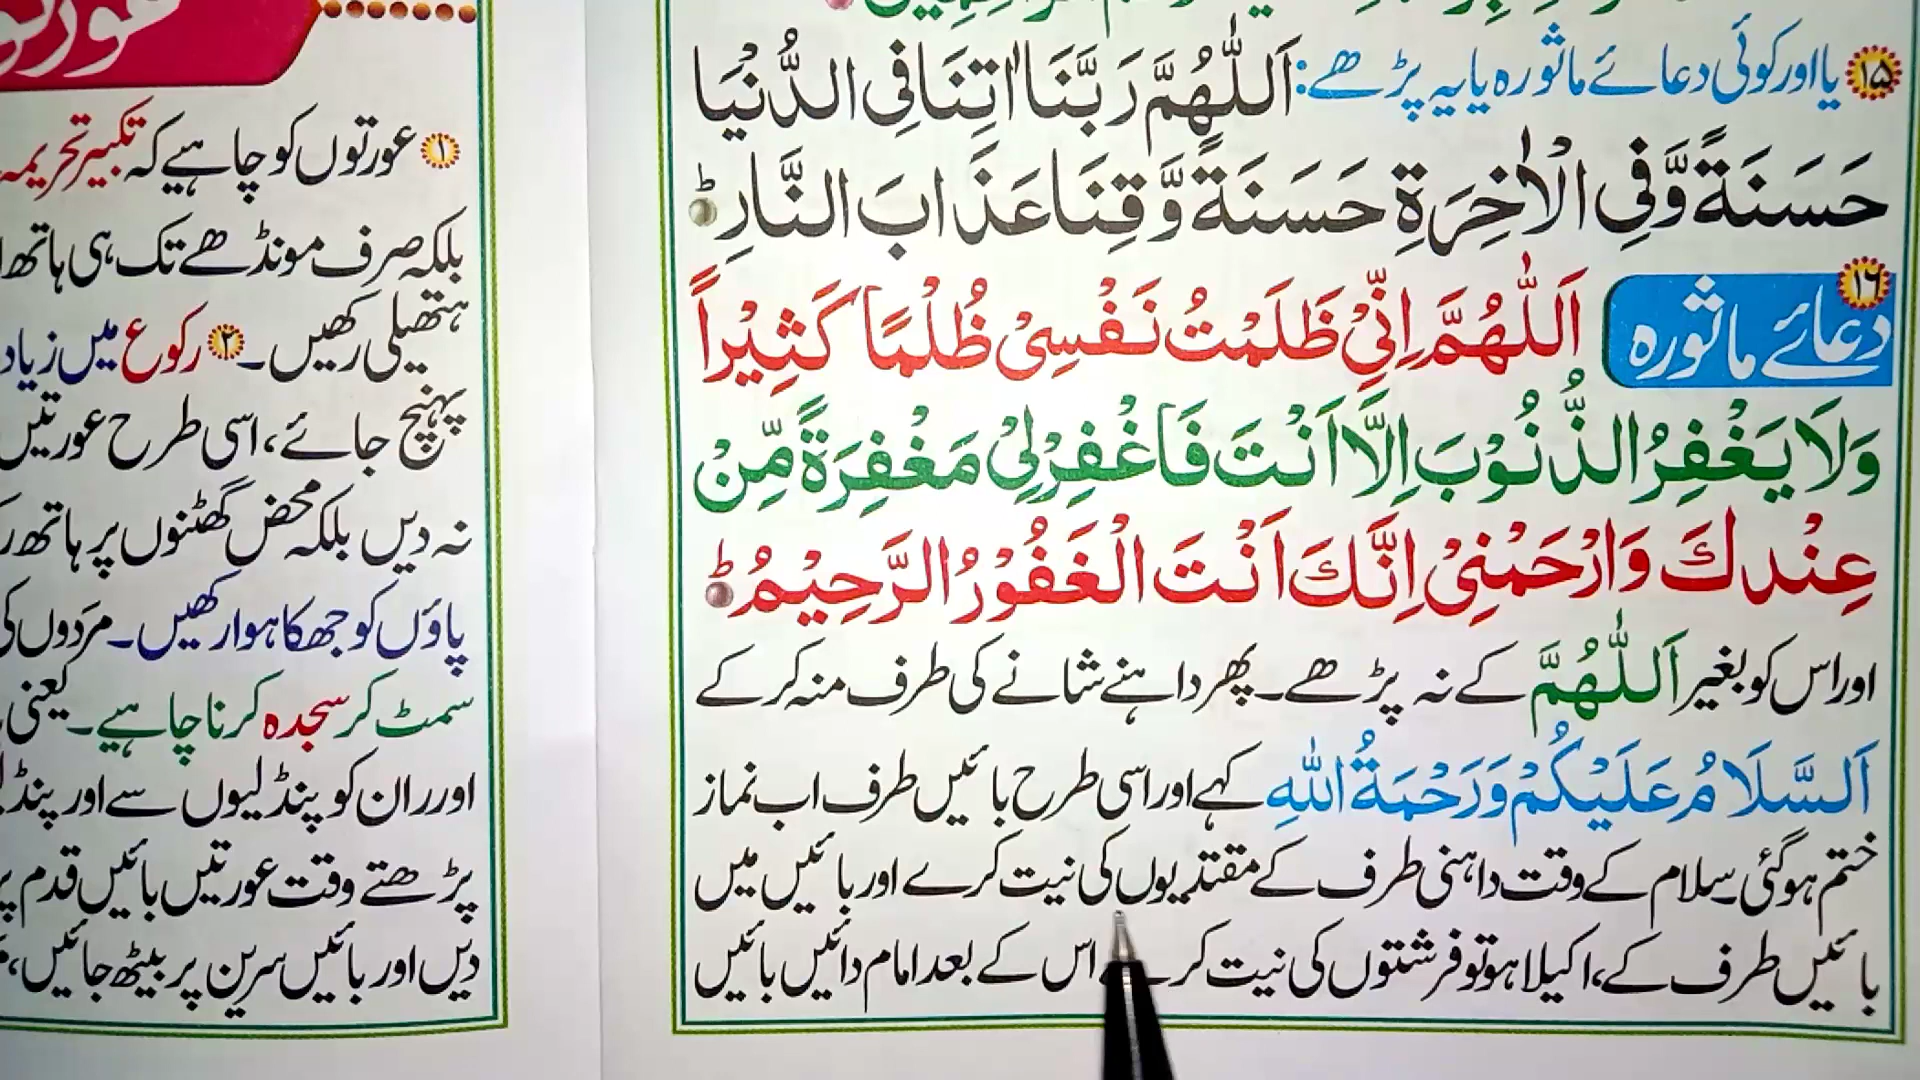 ۱۵ یا اور کوئی دعائے ماثورہ یا یہ پڑھے: اَللّٰهُمَّ رَبَّنَا اٰتِنَا فِی الدُّنْیَا
حَسَنَةً وَّفِی الْاٰخِرَةِ حَسَنَةً وَّقِنَا عَذَابَ النَّارِ ؕ
۱۶ دعائے ماثورہ اَللّٰهُمَّ اِنِّیْ ظَلَمْتُ نَفْسِیْ ظُلْمًا کَثِیْراً
وَلَا یَغْفِرُ الذُّنُوْبَ اِلَّا اَنْتَ فَاغْفِرْلِیْ مَغْفِرَةً مِّنْ
عِنْدِكَ وَارْحَمْنِیْ اِنَّكَ اَنْتَ الْغَفُوْرُ الرَّحِیْمُ ؕ
اور اس کو بغیر اَللّٰهُمَّ کے نہ پڑھے۔ پھر داہنے شانے کی طرف منہ کرکے
اَلسَّلَامُ عَلَیْکُمْ وَرَحْمَةُ اللّٰهِ کہے اور اسی طرح بائیں طرف اب نماز
ختم ہوگئی سلام کے وقت داہنی طرف کے مقتدیوں کی نیت کرے اور بائیں میں
بائیں طرف کے، اکیلا ہو تو فرشتوں کی نیت کرے اس کے بعد امام دائیں بائیں
۱ عورتوں کو چاہیے کہ تکبیر تحریمہ
بلکہ صرف مونڈھے تک ہی ہاتھ
ہتھیلی رکھیں۔ ۲ رکوع میں زیاد
پہنچ جائے، اسی طرح عورتیں
نہ دیں بلکہ محض گھٹنوں پر ہاتھ
پاؤں کو جھکا ہوا رکھیں۔ مَردوں کی
سمٹ کر سجدہ کرنا چاہیے۔ یعنی
اور ران کو پنڈلیوں سے اور
پڑھتے وقت عورتیں بائیں قدم
دیں اور بائیں سرین پر بیٹھ جائیں،